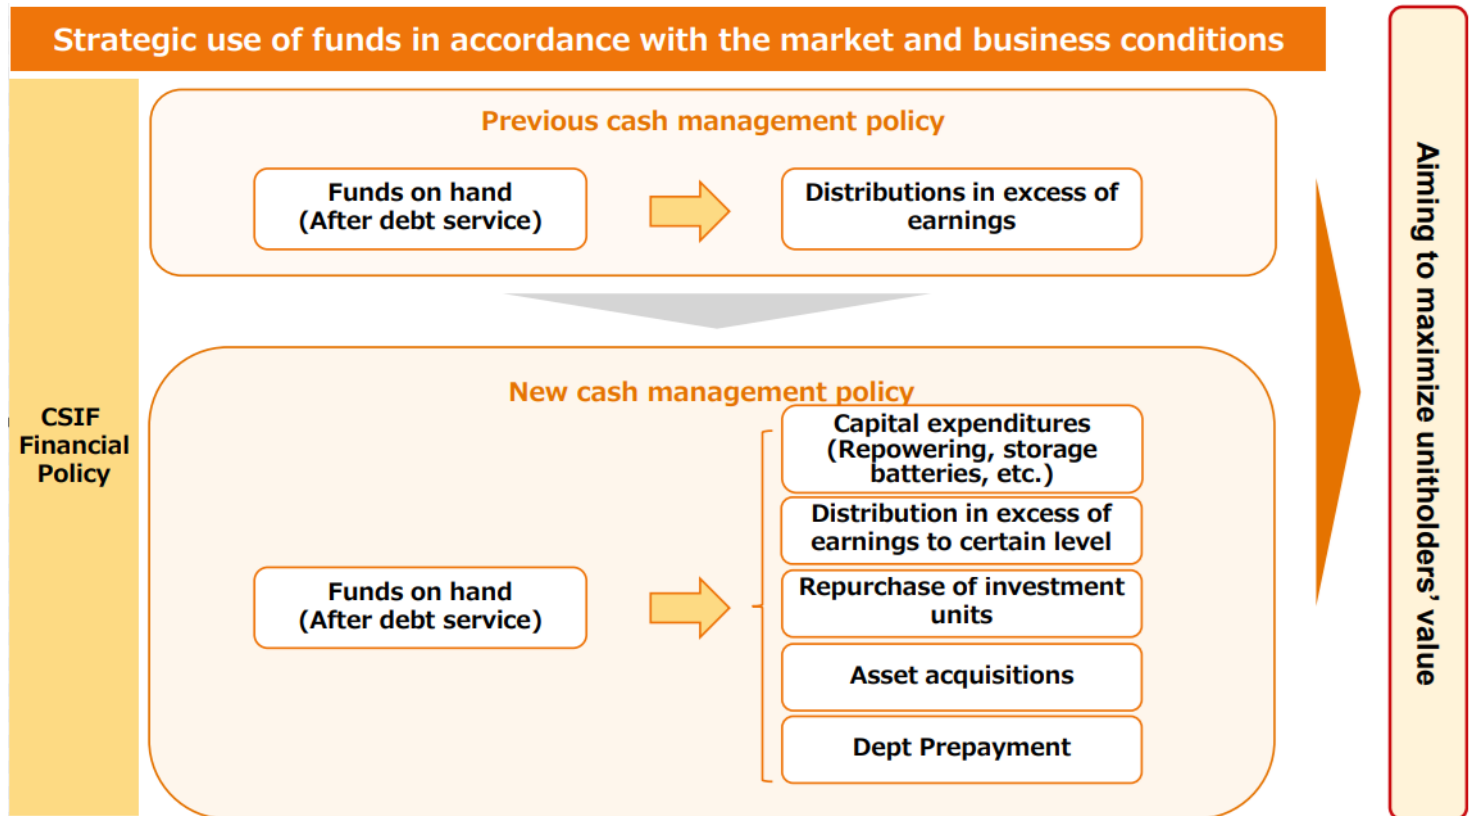 Strategic use of funds in accordance with the market and business conditions
CSIF
Financial
Policy
Previous cash management policy
Funds on hand
(After debt service)
Distributions in excess of
earnings
New cash management policy
Funds on hand
(After debt service)
Capital expenditures
(Repowering, storage
batteries, etc.)
Distribution in excess of
earnings to certain level
Repurchase of investment
units
Asset acquisitions
Dept Prepayment
Aiming to maximize unitholders’ value